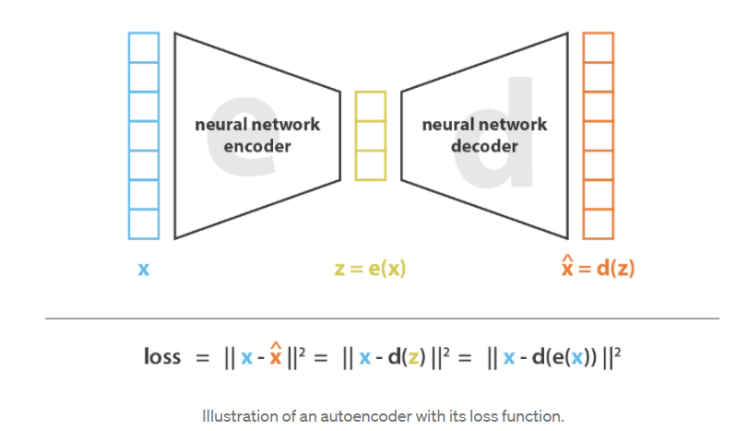 e
neural network
encoder
d
neural network
decoder
x
z = e(x)
x̂ = d(z)
loss = || x - x̂ ||² = || x - d(z) ||² = || x - d(e(x)) ||²
Illustration of an autoencoder with its loss function.